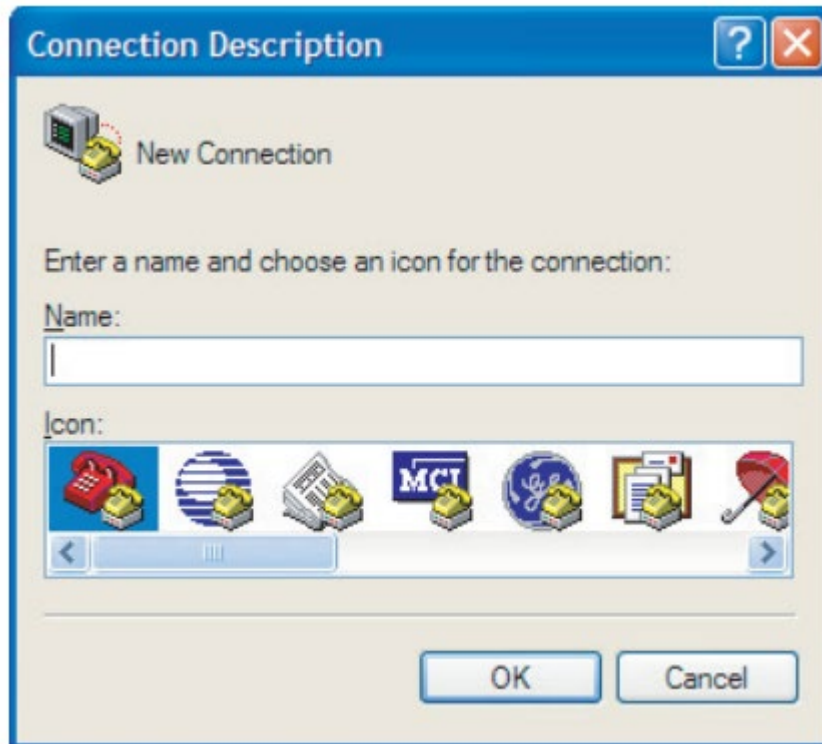 Connection Description
?
New Connection
Enter a name and choose an icon for the connection:
Name:
Icon:
MCI
OK
Cancel